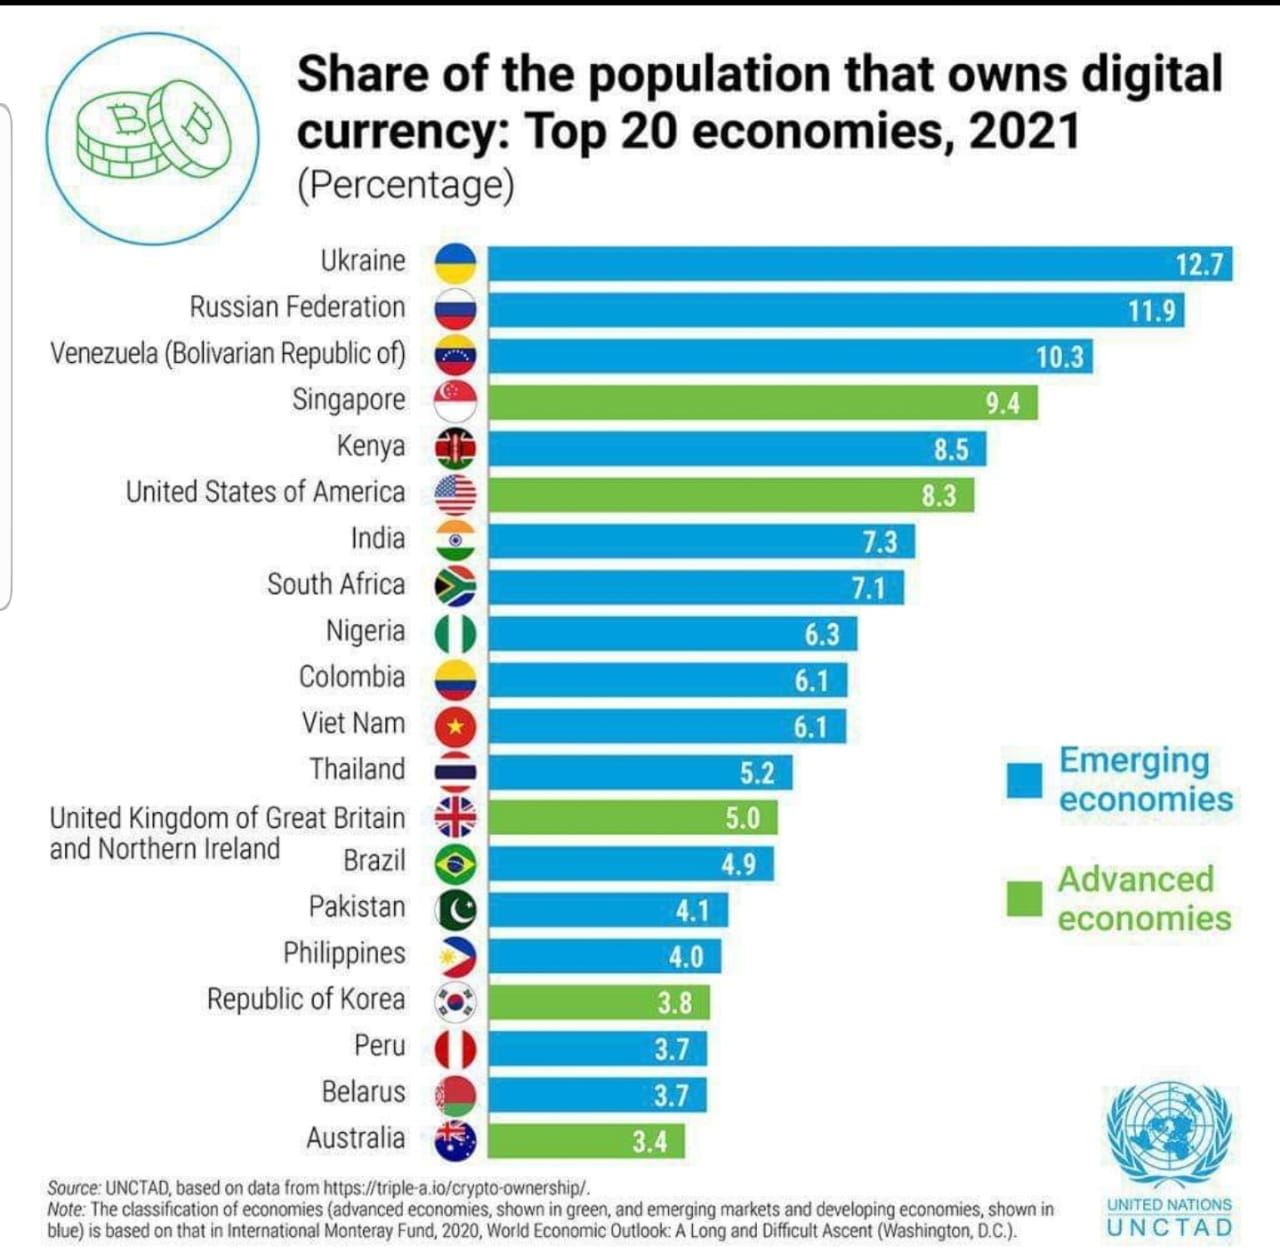 Share of the population that owns digital
currency: Top 20 economies, 2021
(Percentage)
Ukraine 12.7
Russian Federation 11.9
Venezuela (Bolivarian Republic of) 10.3
Singapore 9.4
Kenya 8.5
United States of America 8.3
India 7.3
South Africa 7.1
Nigeria 6.3
Colombia 6.1
Viet Nam 6.1
Thailand 5.2
United Kingdom of Great Britain
and Northern Ireland 5.0
Brazil 4.9
Pakistan 4.1
Philippines 4.0
Republic of Korea 3.8
Peru 3.7
Belarus 3.7
Australia 3.4
Emerging
economies
Advanced
economies
Source: UNCTAD, based on data from https://triple-a.io/crypto-ownership/.
Note: The classification of economies (advanced economies, shown in green, and emerging markets and developing economies, shown in
blue) is based on that in International Monteray Fund, 2020, World Economic Outlook: A Long and Difficult Ascent (Washington, D.C.).
UNITED NATIONS
UNCTAD